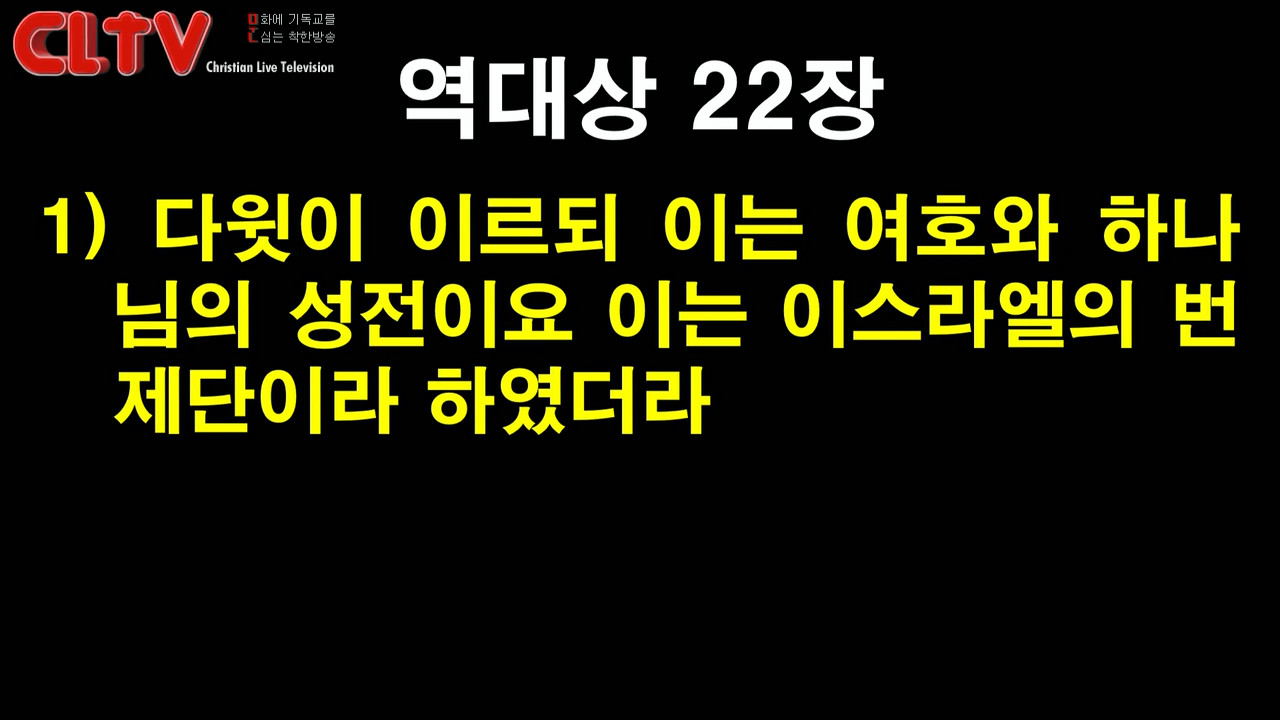 CLTV
문화에 기독교를
심는 착한방송
Christian Live Television
역대상 22장
1) 다윗이 이르되 이는 여호와 하나
님의 성전이요 이는 이스라엘의 번
제단이라 하였더라